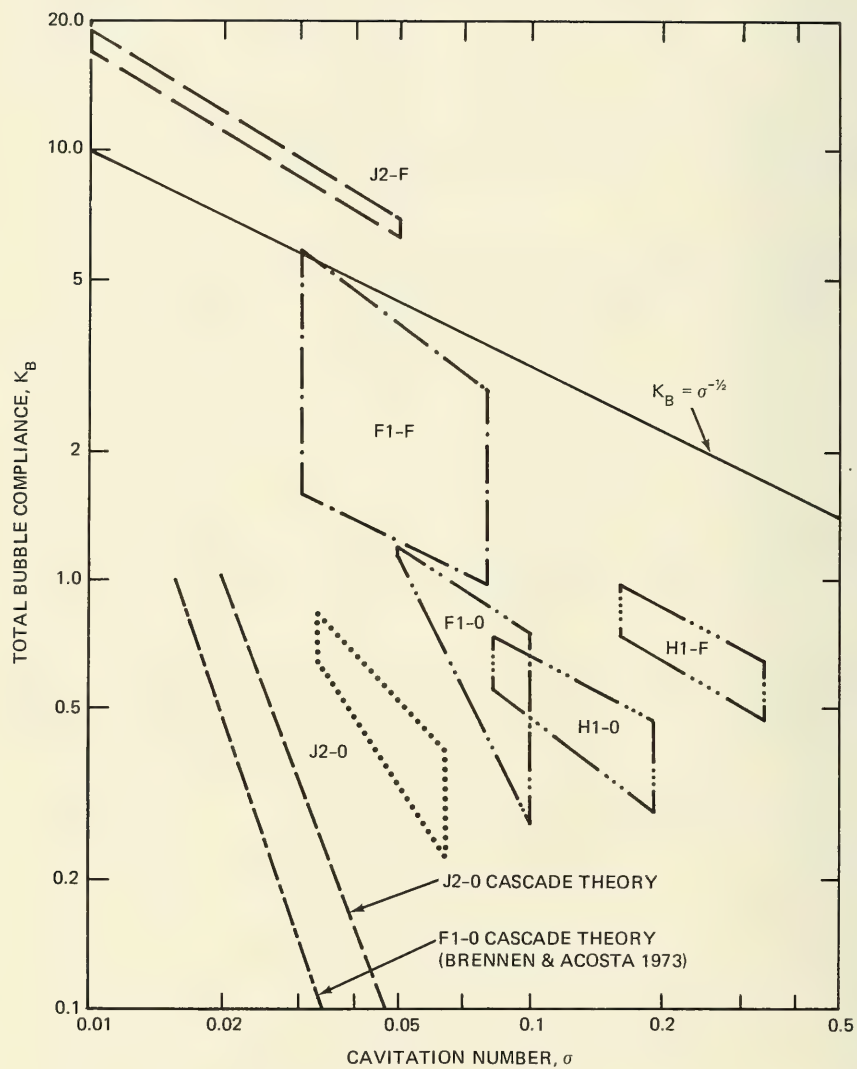 20.0
10.0
J2-F
5
K_B = σ^{-½}
F1-F
2
TOTAL BUBBLE COMPLIANCE, K_B
1.0
F1-0
H1-F
0.5
H1-0
J2-0
0.2
J2-0 CASCADE THEORY
F1-0 CASCADE THEORY
(BRENNEN & ACOSTA 1973)
0.1
0.01
0.02
0.05
0.1
0.2
0.5
CAVITATION NUMBER, σ